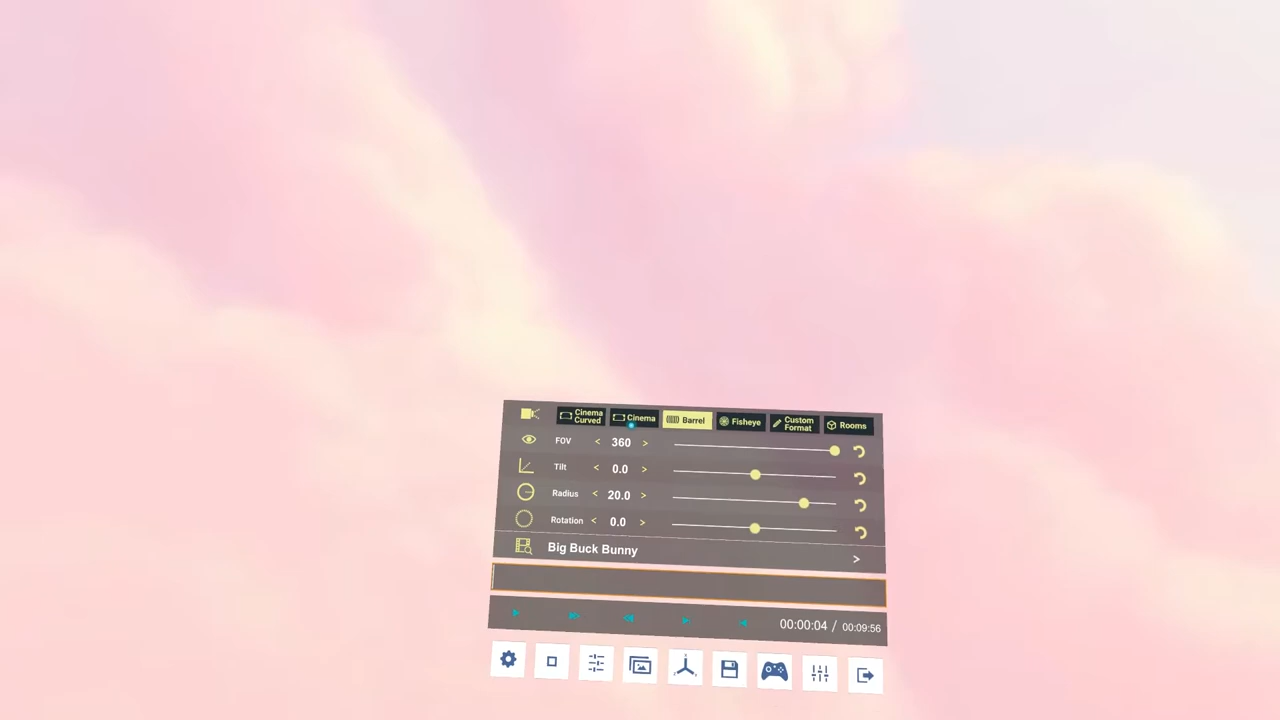 Cinema Curved
Cinema
Barrel
Fisheye
Custom Format
Rooms
FOV < 360 >
Tilt < 0.0 >
Radius < 20.0 >
Rotation < 0.0 >
Big Buck Bunny >
00:00:04 / 00:09:56